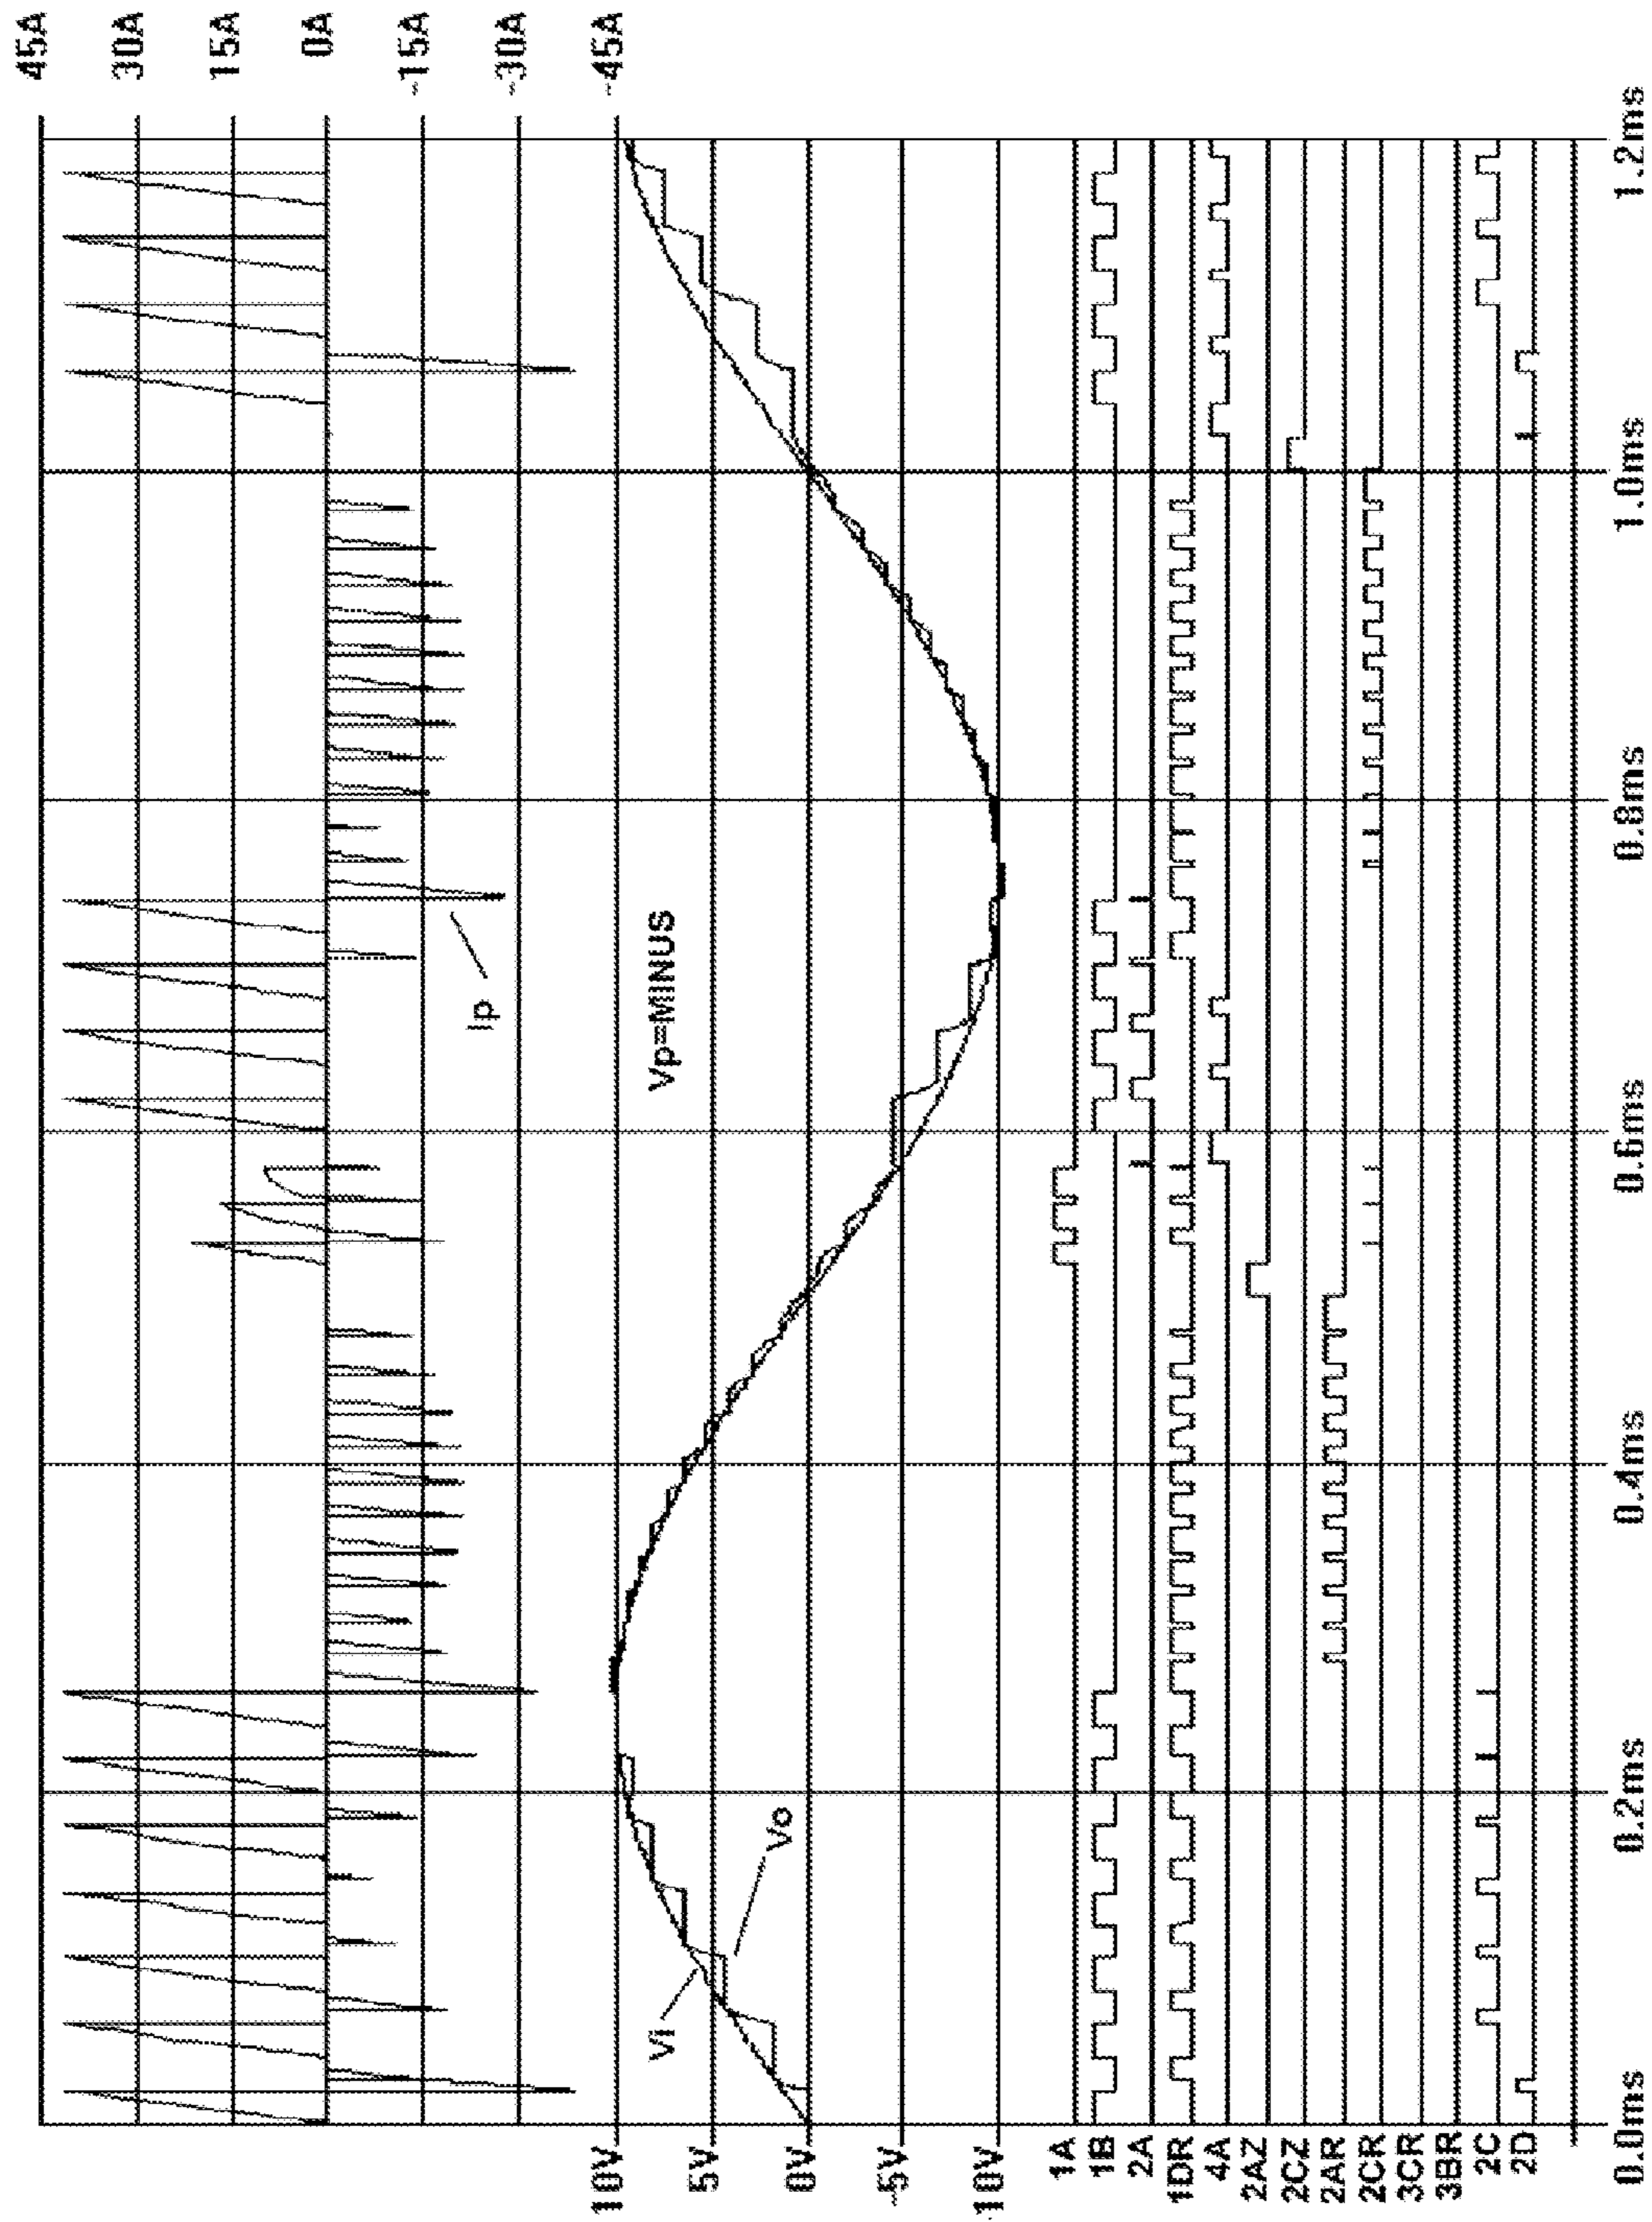 45A
30A
15A
0A
-15A
-30A
-45A
Ip
Vp=MINUS
Vi
Vo
10V
5V
0V
-5V
-10V
1A
1B
2A
1DR
4A
2AZ
2CZ
2AR
2CR
3CR
3BR
2C
2D
0.0ms
0.2ms
0.4ms
0.6ms
0.8ms
1.0ms
1.2ms